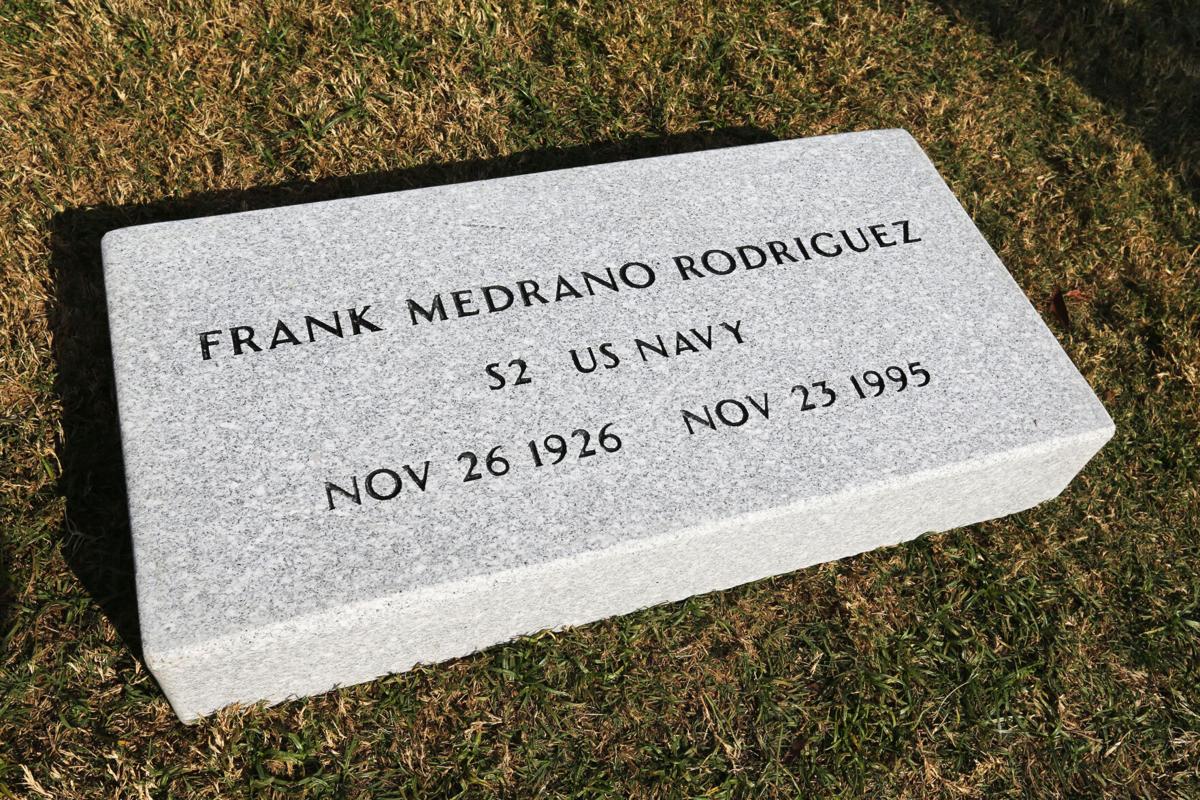 FRANK MEDRANO RODRIGUEZ
S2 US NAVY
NOV 26 1926 NOV 23 1995